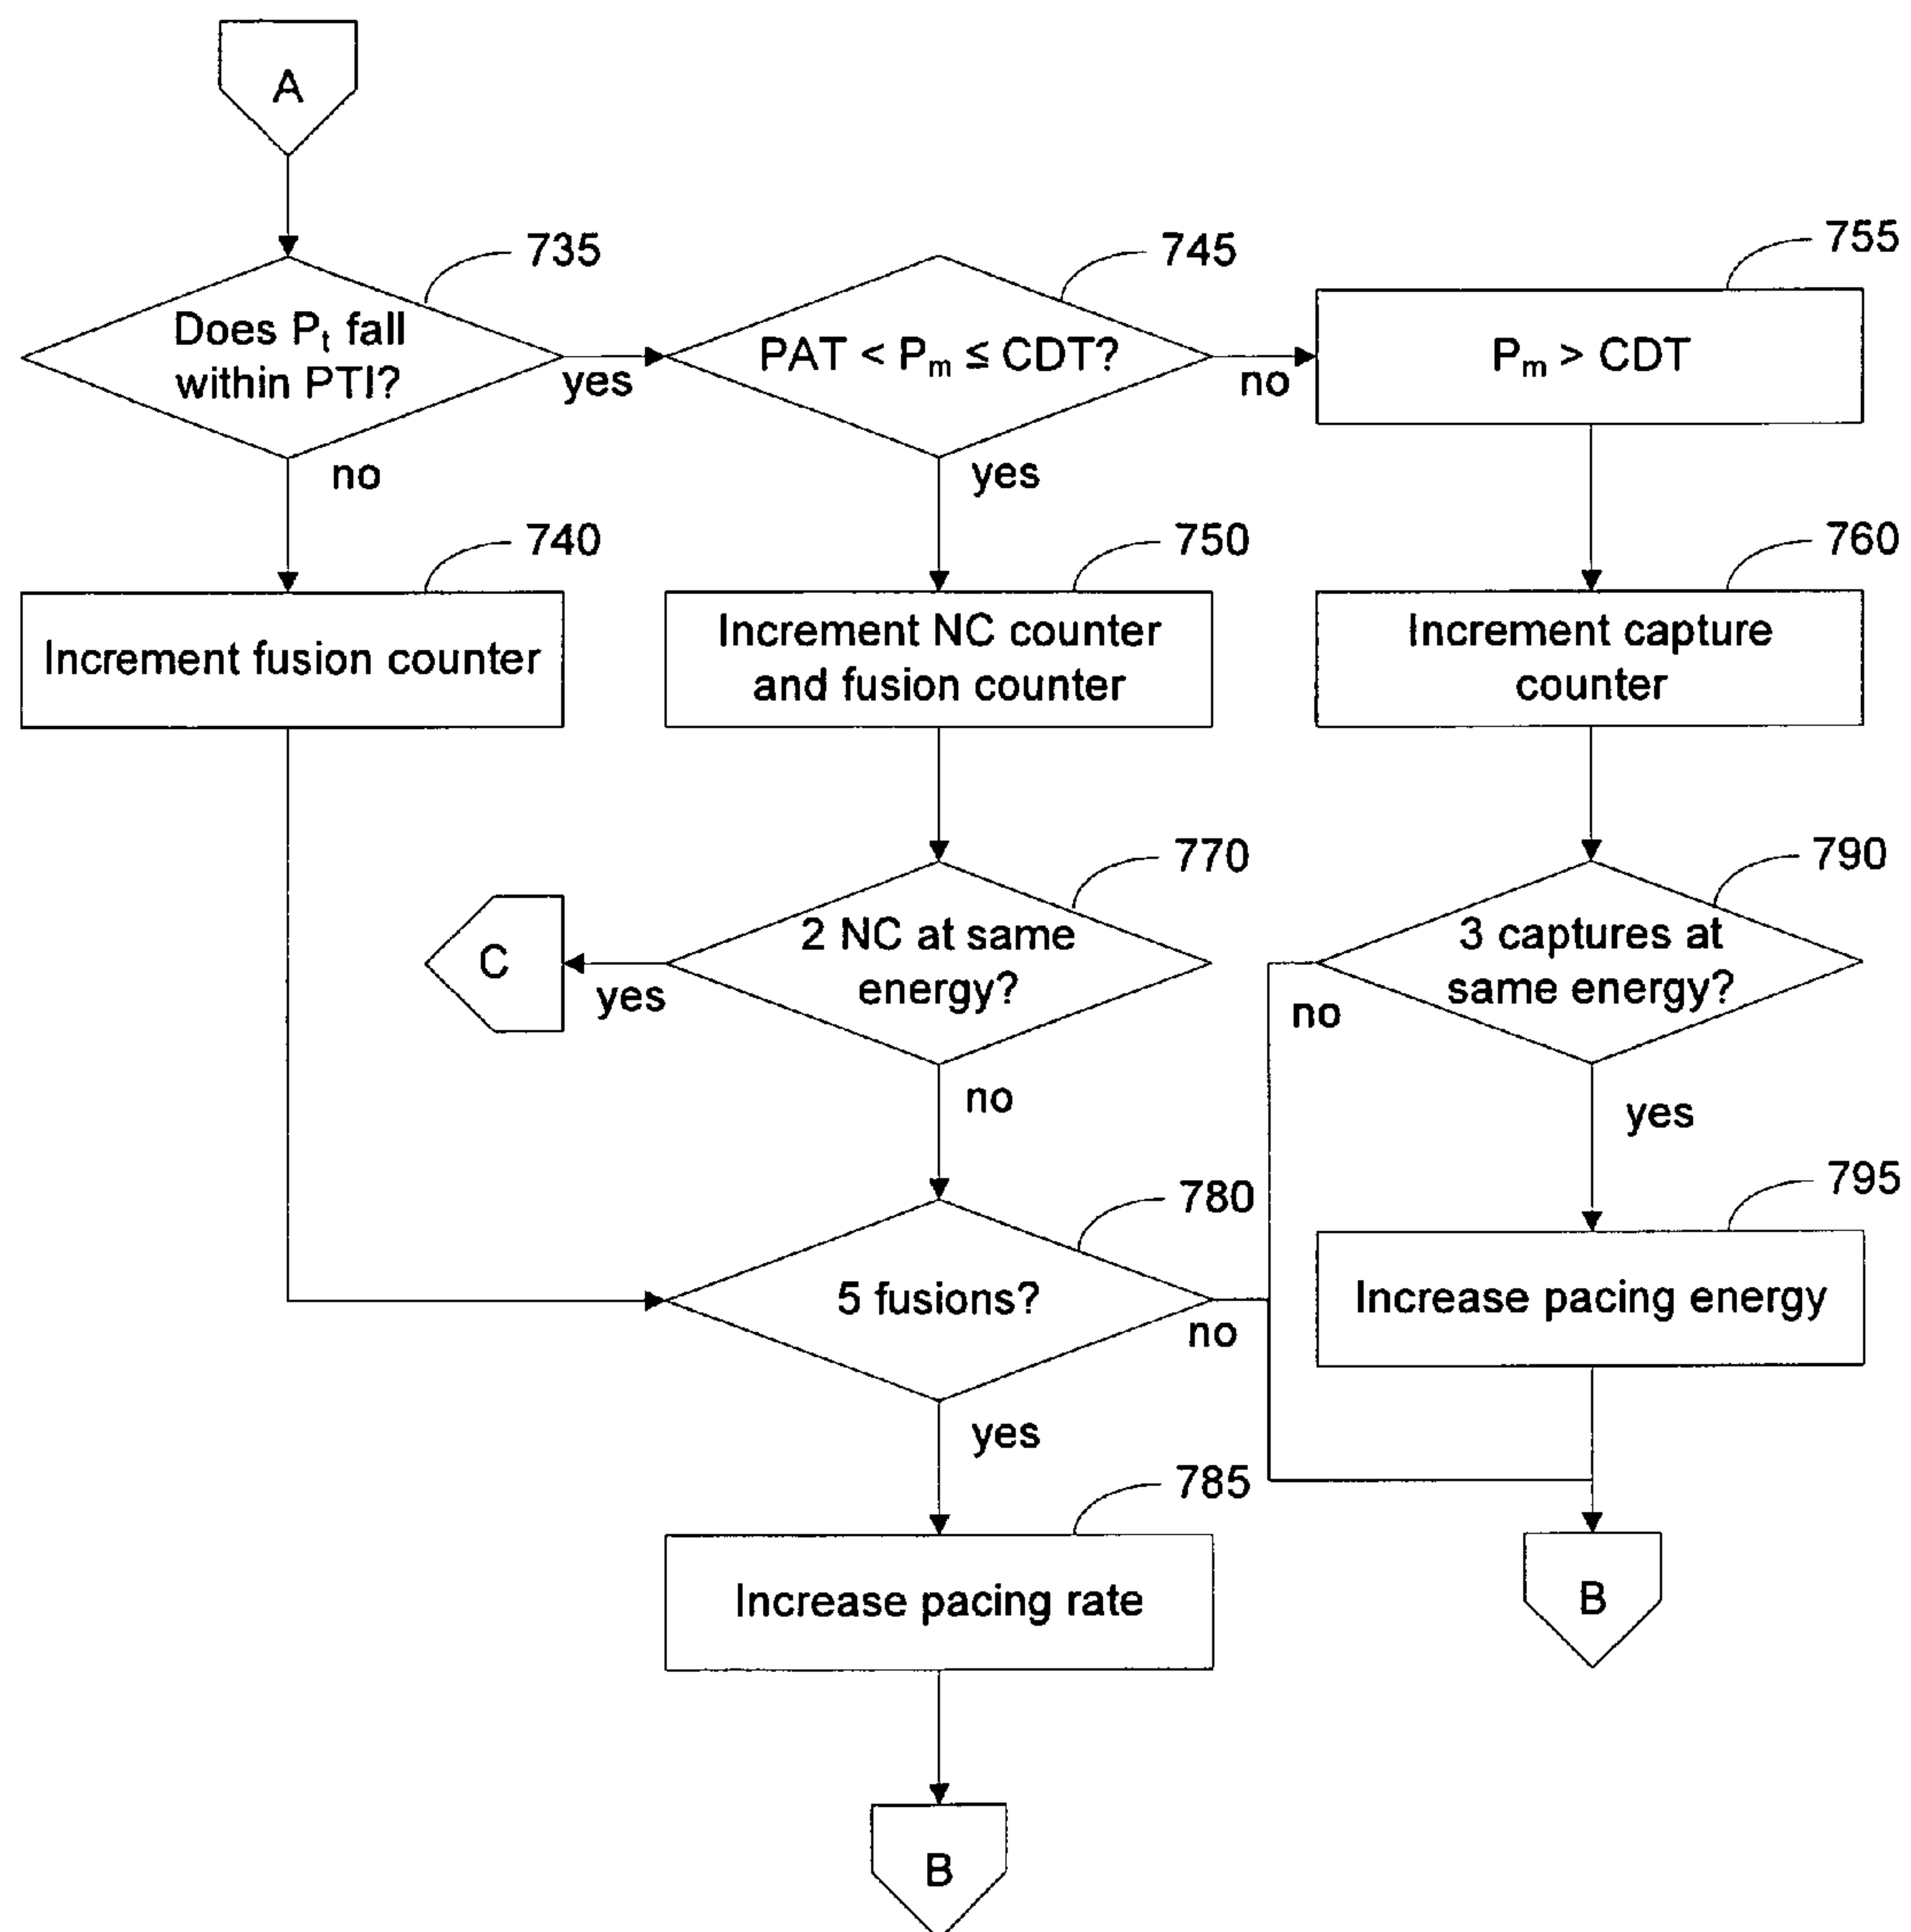 A
735
Does Pt fall
within PTI?
yes
no
745
PAT < Pm ≤ CDT?
no
yes
755
Pm > CDT
740
Increment fusion counter
750
Increment NC counter
and fusion counter
760
Increment capture
counter
770
2 NC at same
energy?
yes
C
no
790
3 captures at
same energy?
no
yes
780
5 fusions?
no
yes
795
Increase pacing energy
785
Increase pacing rate
B
B